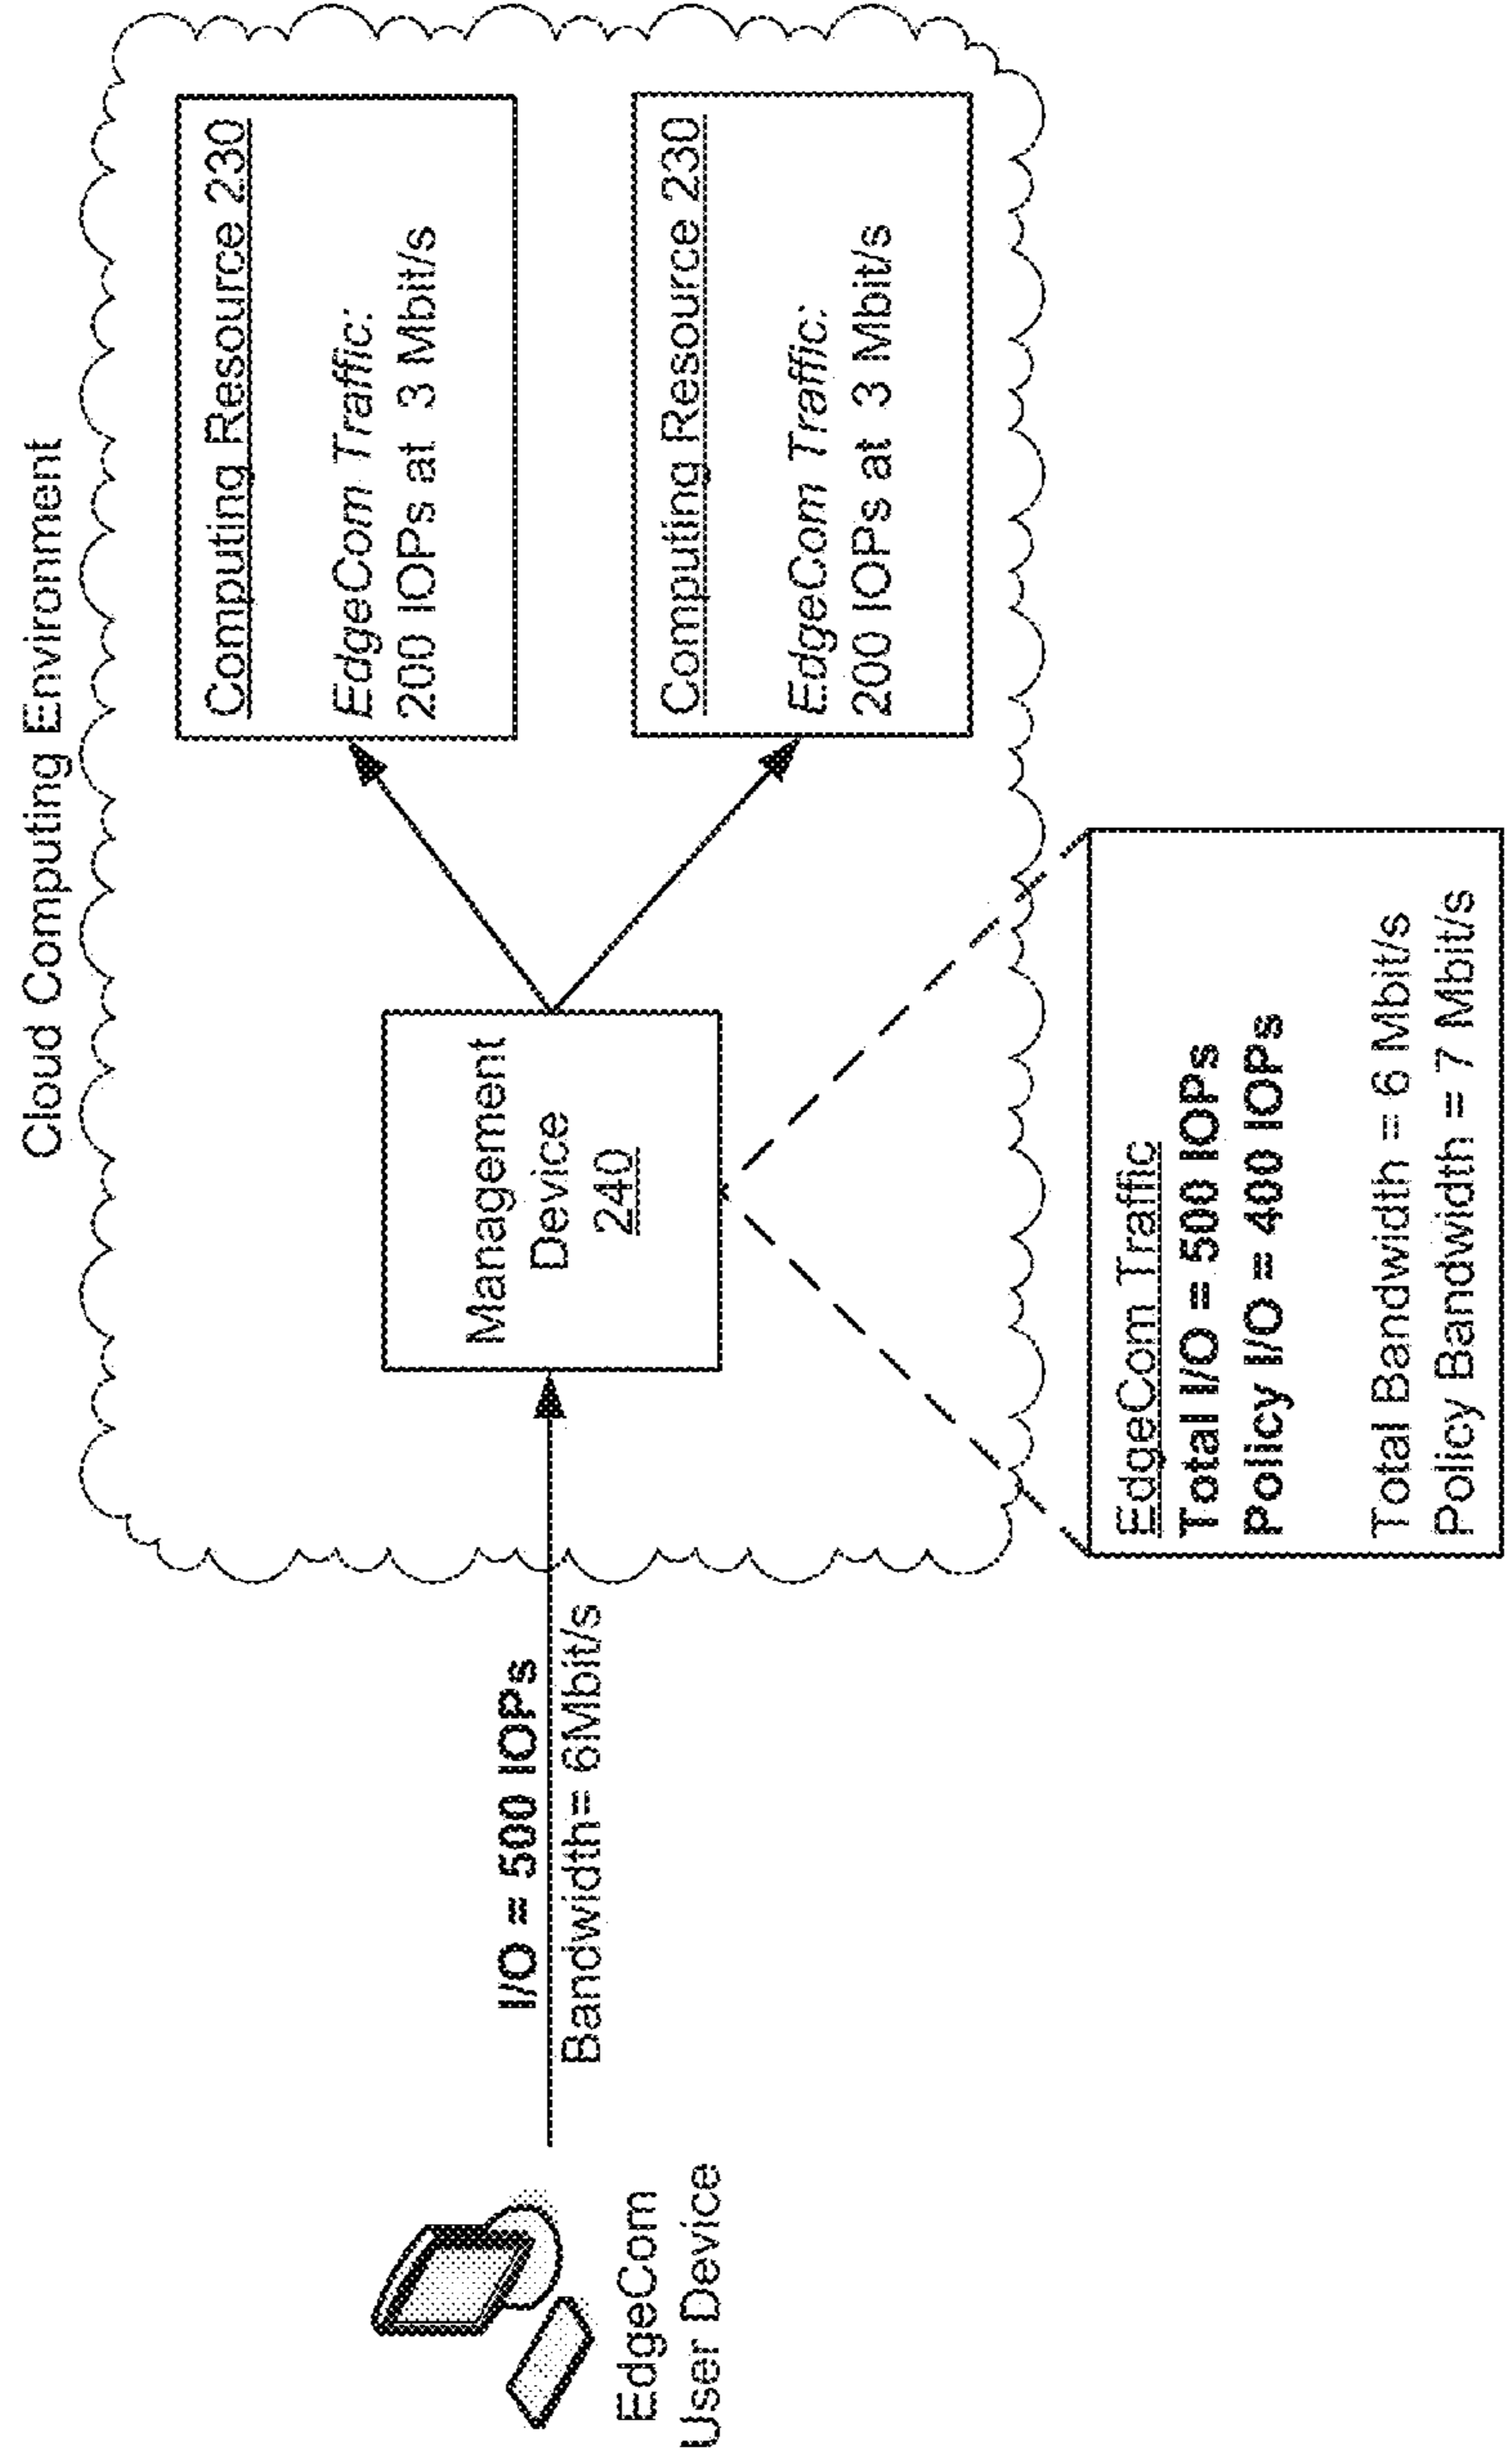 Cloud Computing Environment
EdgeCom
User Device
I/O = 500 IOPs
Bandwidth= 6Mbit/s
Management
Device
240
Computing Resource 230
EdgeCom Traffic:
200 IOPs at 3 Mbit/s
Computing Resource 230
EdgeCom Traffic:
200 IOPs at 3 Mbit/s
EdgeCom Traffic
Total I/O = 500 IOPs
Policy I/O = 400 IOPs
Total Bandwidth = 6 Mbit/s
Policy Bandwidth = 7 Mbit/s